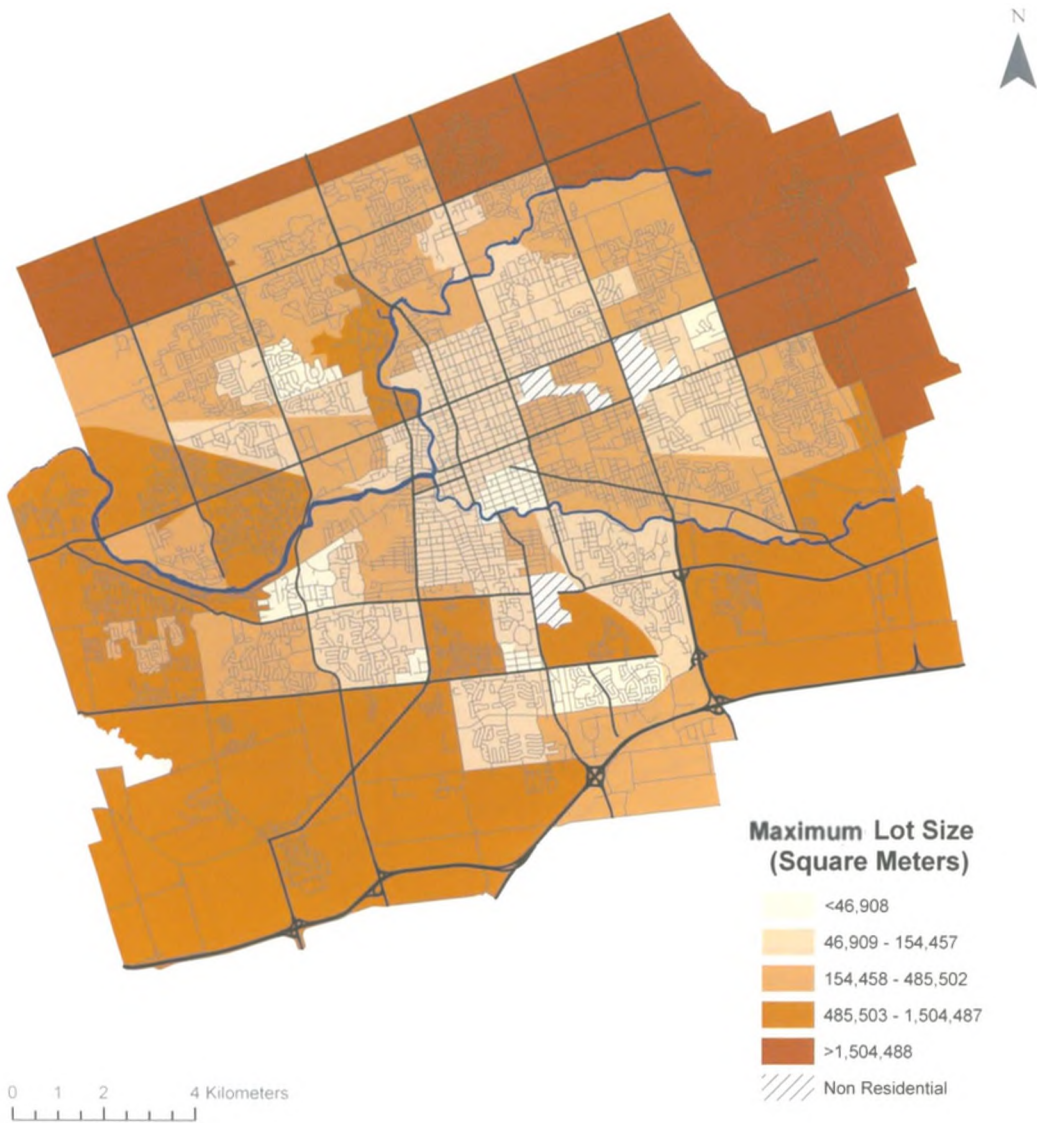 N
Maximum Lot Size
(Square Meters)
<46,908
46,909 - 154,457
154,458 - 485,502
485,503 - 1,504,487
>1,504,488
Non Residential
0 1 2 4 Kilometers